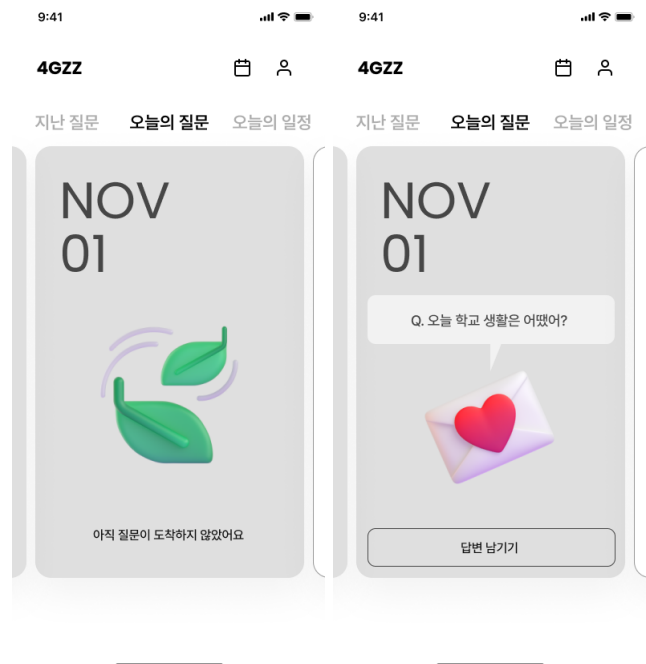 9:41
4GZZ
지난 질문 오늘의 질문 오늘의 일정
NOV
01
아직 질문이 도착하지 않았어요
9:41
4GZZ
지난 질문 오늘의 질문 오늘의 일정
NOV
01
Q. 오늘 학교 생활은 어땠어?
답변 남기기